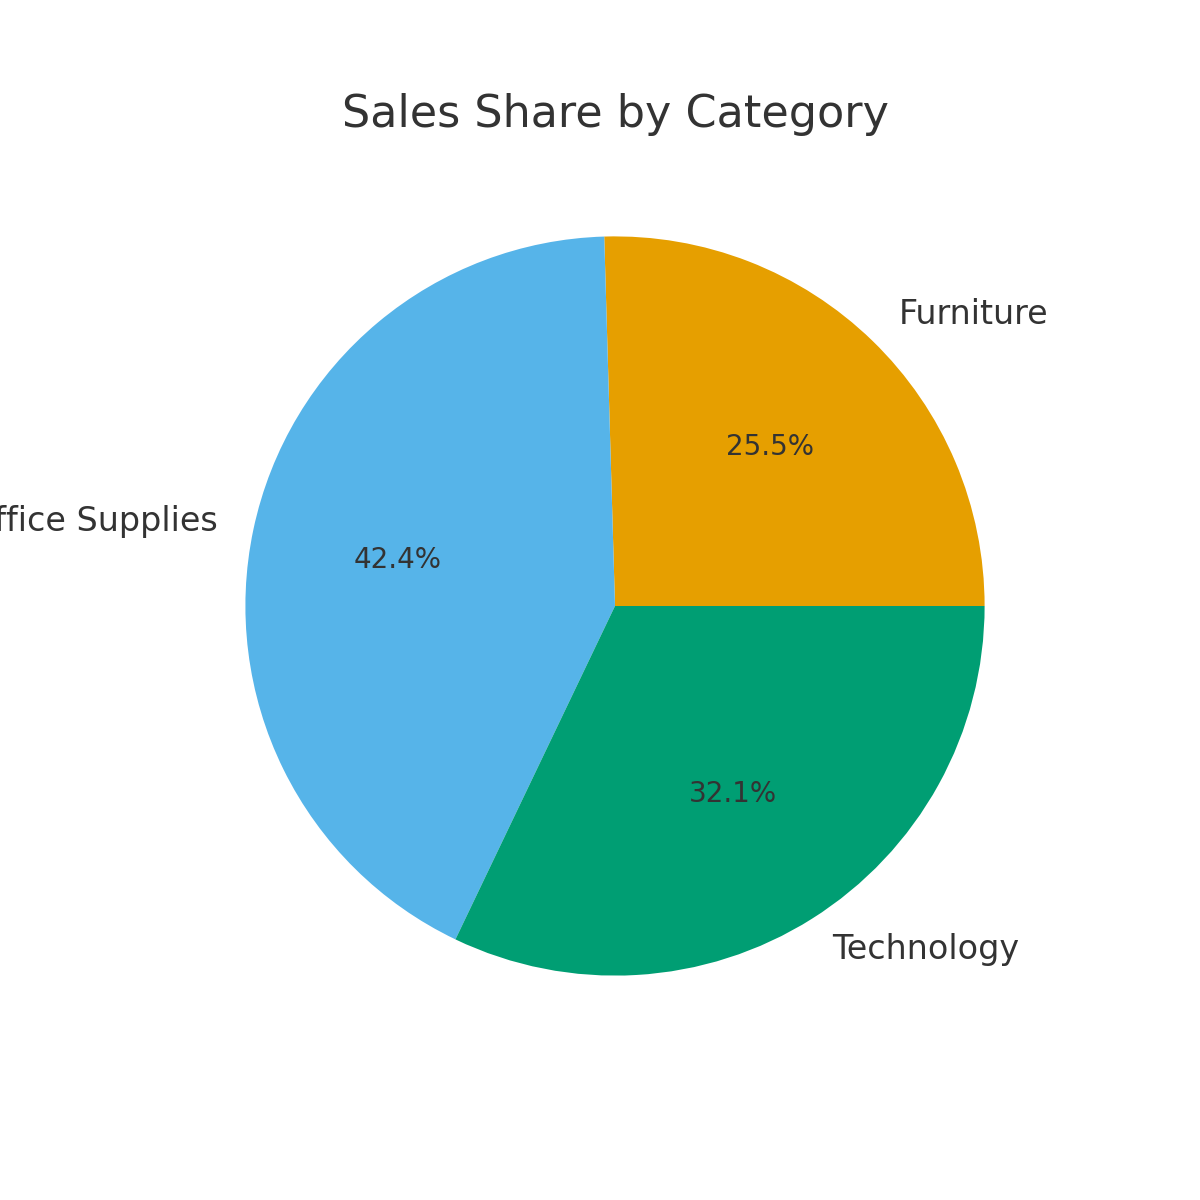 Sales Share by Category
Furniture
25.5%
ffice Supplies
42.4%
32.1%
Technology